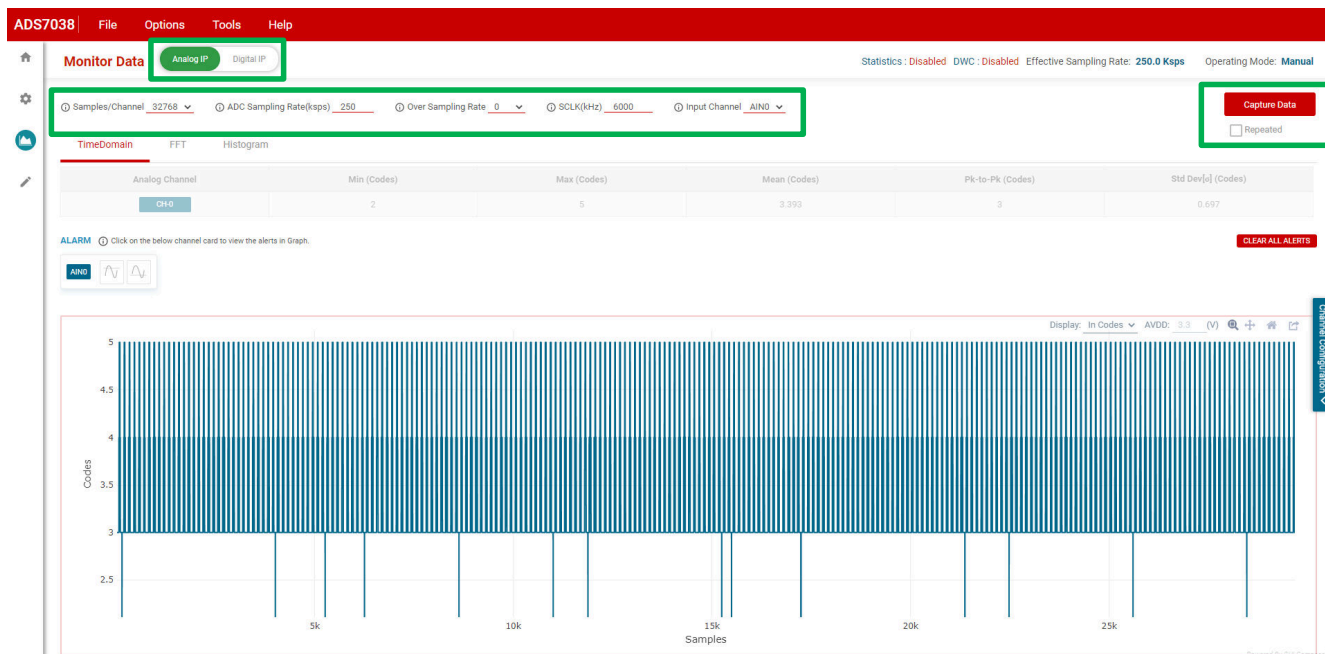 ADS7038 File Options Tools Help
Monitor Data Analog IP Digital IP Statistics : Disabled DWC : Disabled Effective Sampling Rate: 250.0 Ksps Operating Mode: Manual
Samples/Channel 32768 ADC Sampling Rate(ksps) 250 Over Sampling Rate 0 SCLK(kHz) 6000 Input Channel AIN0 Capture Data
Repeated
TimeDomain FFT Histogram
Analog Channel Min (Codes) Max (Codes) Mean (Codes) Pk-to-Pk (Codes) Std Dev[σ] (Codes)
CH-0 2 5 3.393 3 0.697
ALARM Click on the below channel card to view the alerts in Graph. CLEAR ALL ALERTS
AIN0
Channel Configuration
Display: In Codes AVDD: 3.3 (V)
5
4.5
4
3.5
3
2.5
Codes
5k 10k 15k 20k 25k
Samples